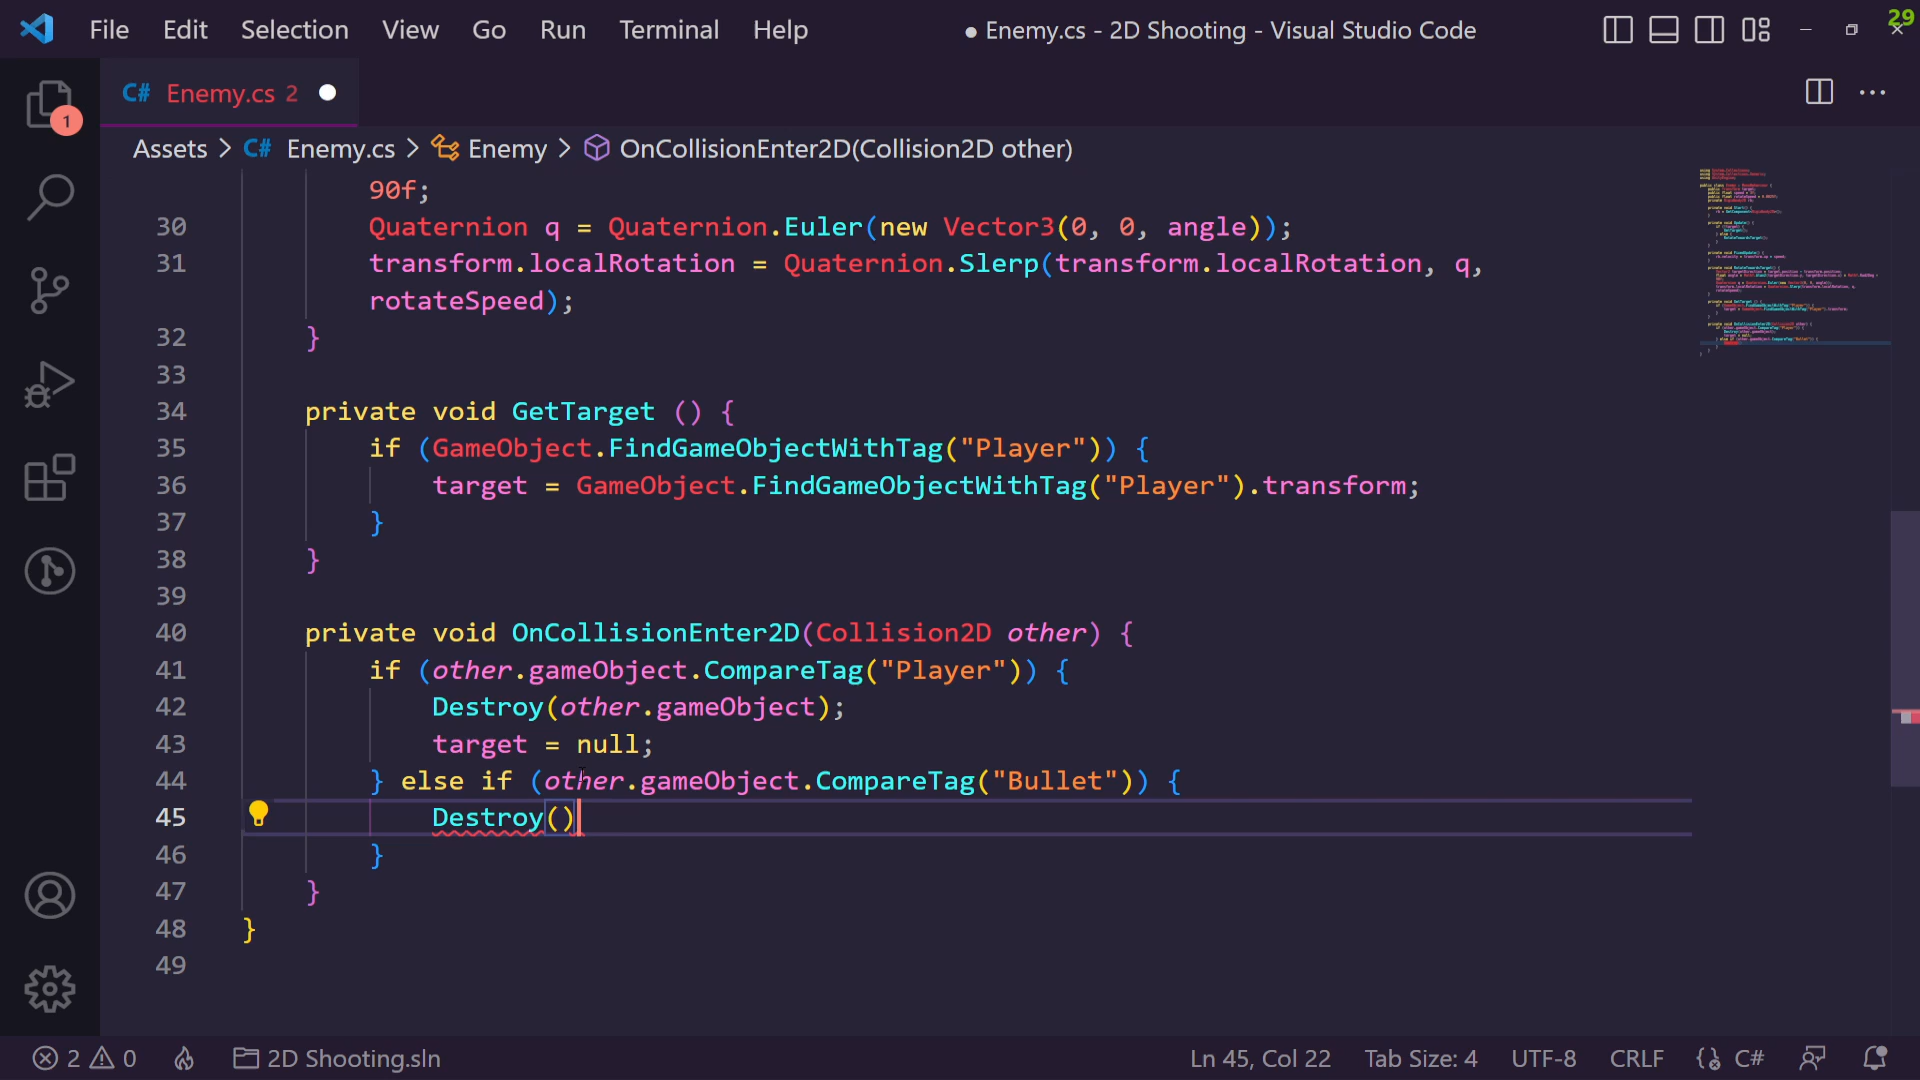 29
File Edit Selection View Go Run Terminal Help ● Enemy.cs - 2D Shooting - Visual Studio Code
C# Enemy.cs 2
1
Assets > C# Enemy.cs > Enemy > OnCollisionEnter2D(Collision2D other)
90f;
30 Quaternion q = Quaternion.Euler(new Vector3(0, 0, angle));
31 transform.localRotation = Quaternion.Slerp(transform.localRotation, q,
rotateSpeed);
32 }
33
34 private void GetTarget () {
35 if (GameObject.FindGameObjectWithTag("Player")) {
36 target = GameObject.FindGameObjectWithTag("Player").transform;
37 }
38 }
39
40 private void OnCollisionEnter2D(Collision2D other) {
41 if (other.gameObject.CompareTag("Player")) {
42 Destroy(other.gameObject);
43 target = null;
44 } else if (other.gameObject.CompareTag("Bullet")) {
45 Destroy()
46 }
47 }
48 }
49
2 0 2D Shooting.sln Ln 45, Col 22 Tab Size: 4 UTF-8 CRLF C#